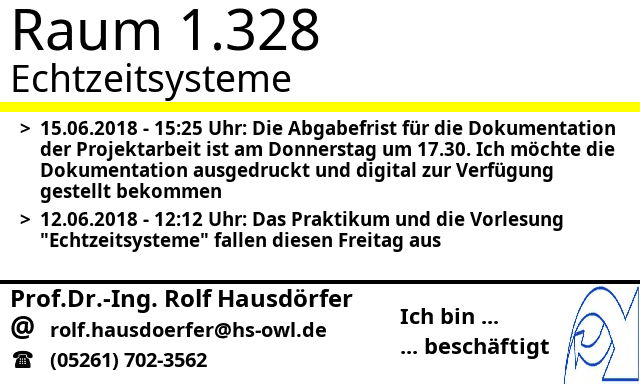 Raum 1.328
Echtzeitsysteme
> 15.06.2018 - 15:25 Uhr: Die Abgabefrist für die Dokumentation
der Projektarbeit ist am Donnerstag um 17.30. Ich möchte die
Dokumentation ausgedruckt und digital zur Verfügung
gestellt bekommen
> 12.06.2018 - 12:12 Uhr: Das Praktikum und die Vorlesung
"Echtzeitsysteme" fallen diesen Freitag aus
Prof.Dr.-Ing. Rolf Hausdörfer
@ rolf.hausdoerfer@hs-owl.de
☎ (05261) 702-3562
Ich bin ...
... beschäftigt